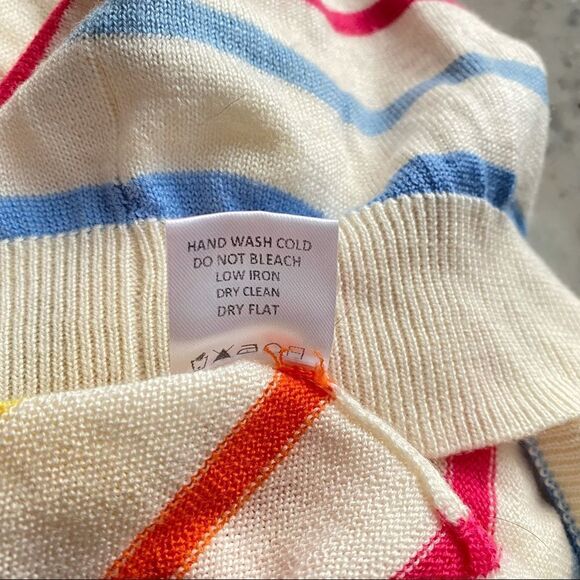 HAND WASH COLD
DO NOT BLEACH
LOW IRON
DRY CLEAN
DRY FLAT